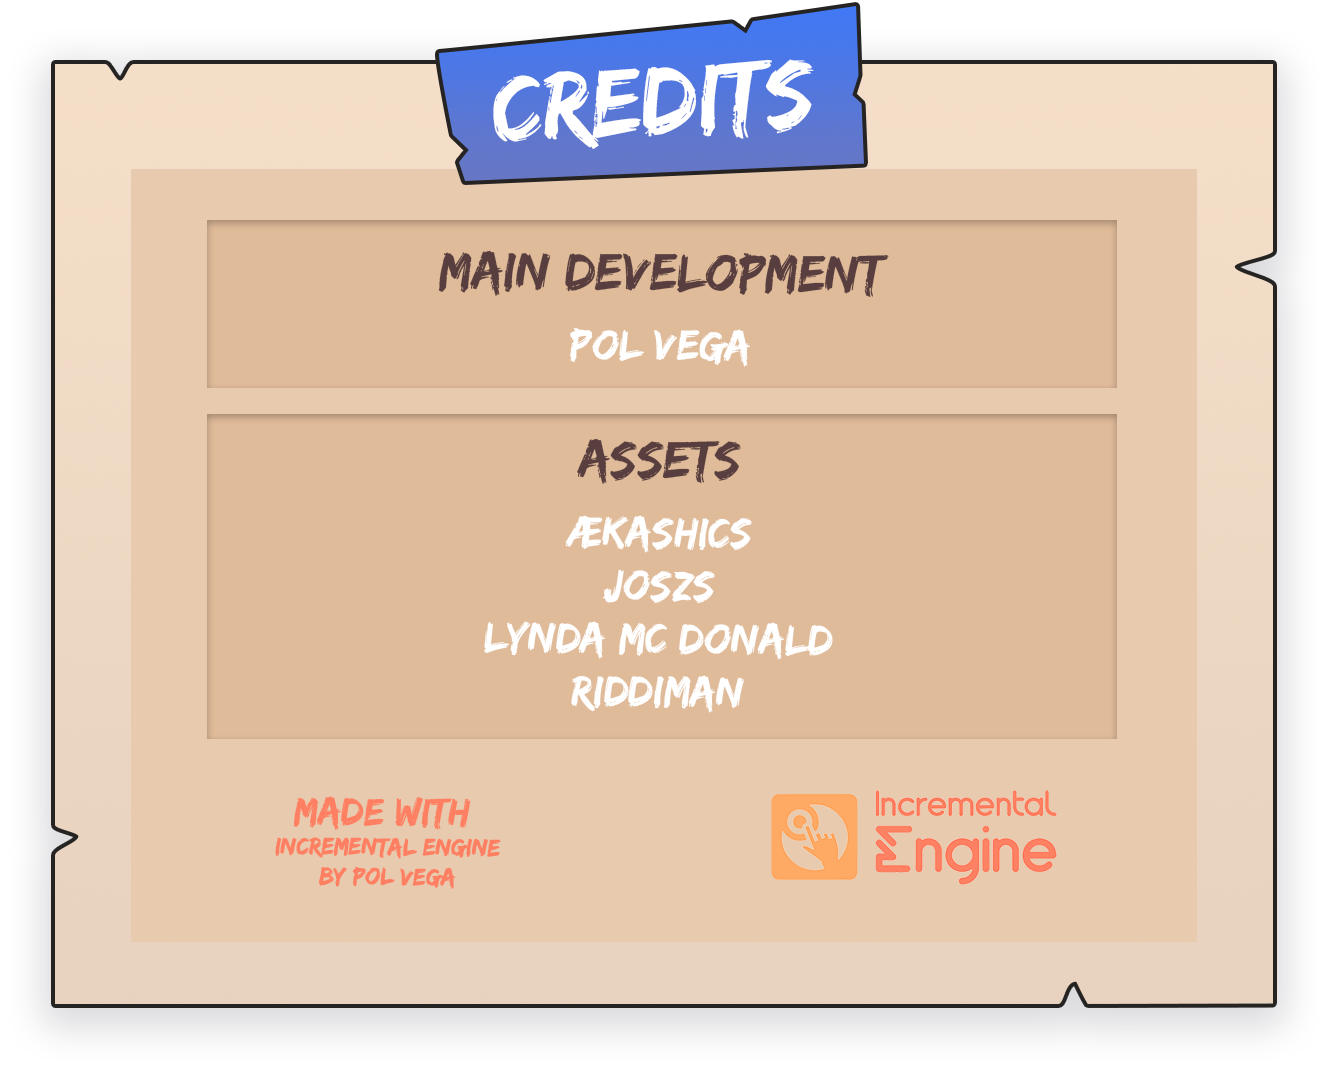 CREDITS
MAIN DEVELOPMENT
POL VEGA
ASSETS
ÆKASHICS
JOSZS
LYNDA MC DONALD
RIDDIMAN
MADE WITH
INCREMENTAL ENGINE
BY POL VEGA
Incremental
Engine